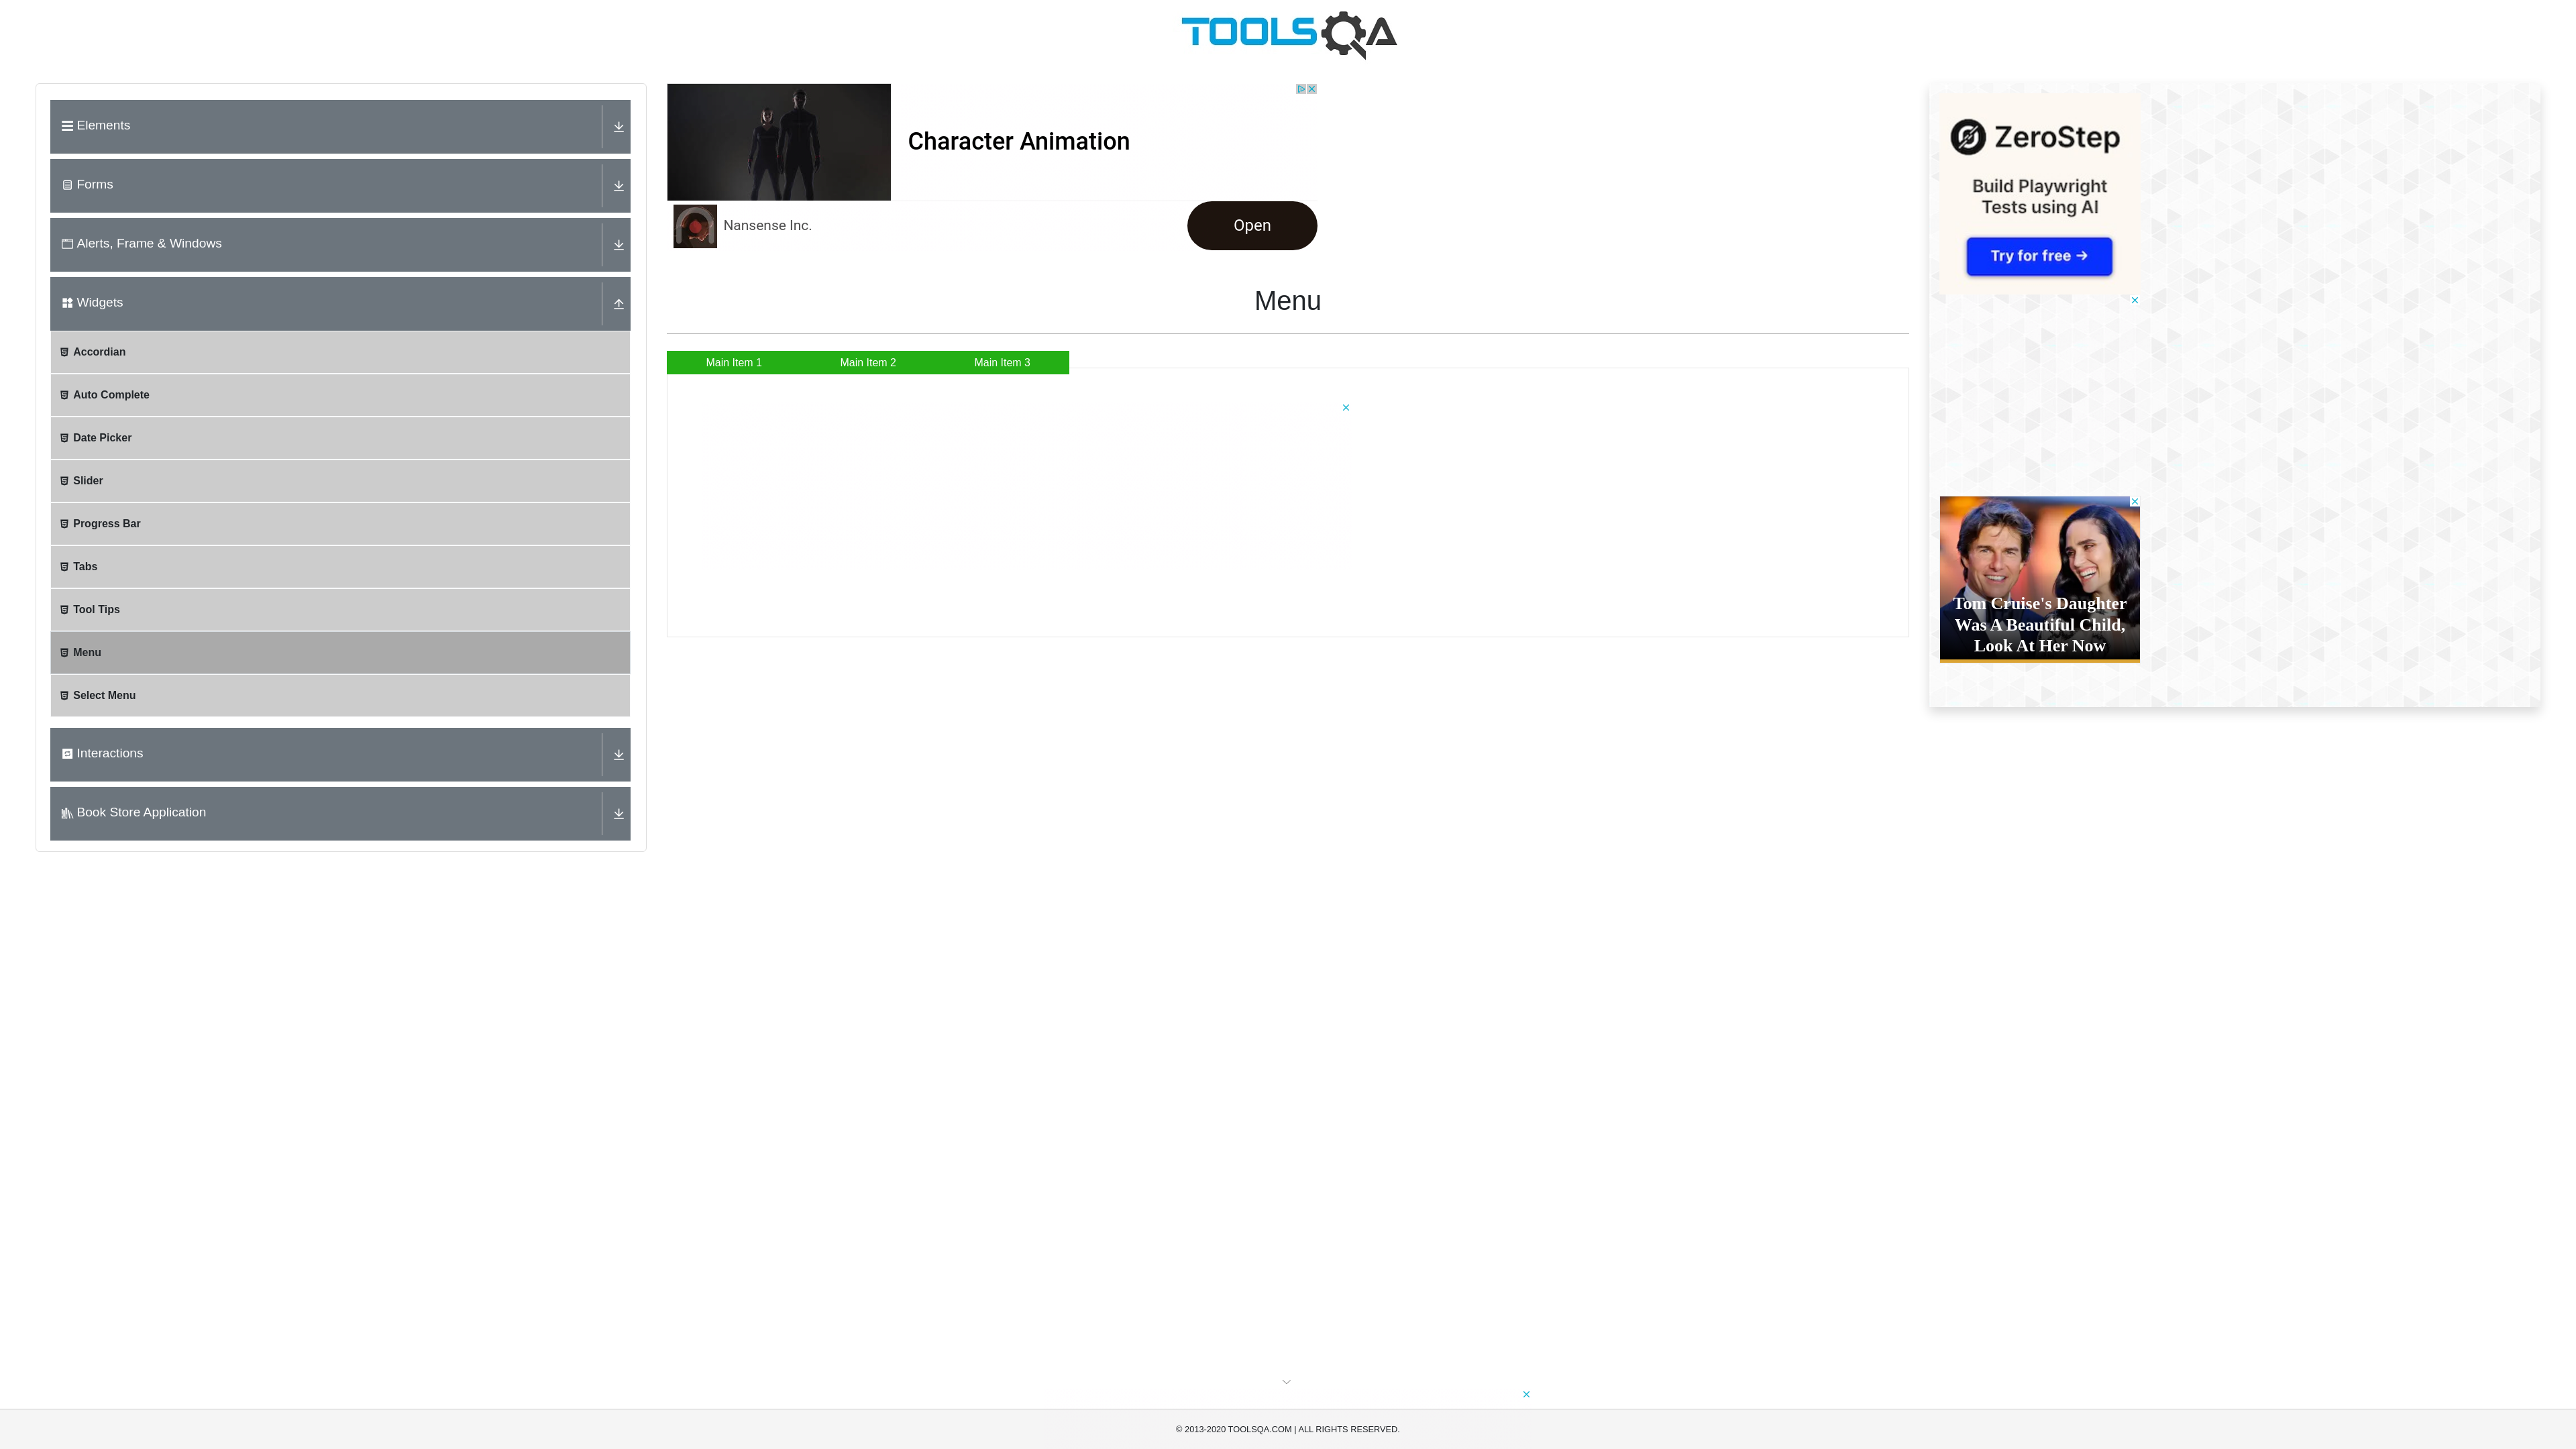 TOOLSQA
Elements
Forms
Alerts, Frame & Windows
Widgets
Accordian
Auto Complete
Date Picker
Slider
Progress Bar
Tabs
Tool Tips
Menu
Select Menu
Interactions
Book Store Application
Character Animation
Nansense Inc.
Open
Menu
Main Item 1
Main Item 2
Main Item 3
ZeroStep
Build Playwright
Tests using AI
Try for free →
Tom Cruise's Daughter
Was A Beautiful Child,
Look At Her Now
© 2013-2020 TOOLSQA.COM | ALL RIGHTS RESERVED.